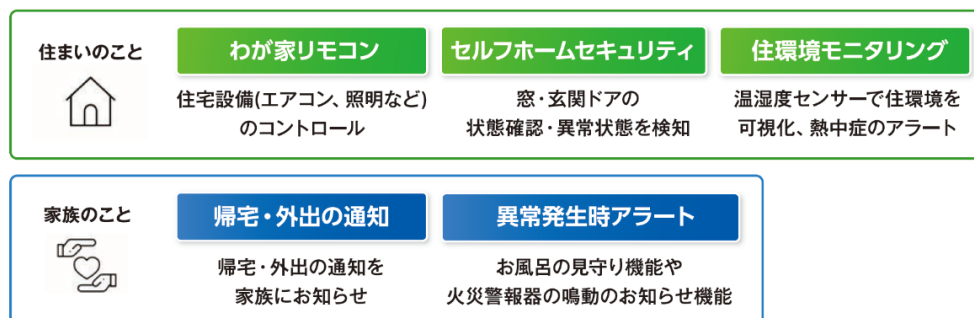 住まいのこと
わが家リモコン
住宅設備(エアコン、照明など)
のコントロール
セルフホームセキュリティ
窓・玄関ドアの
状態確認・異常状態を検知
住環境モニタリング
温湿度センサーで住環境を
可視化、熱中症のアラート
家族のこと
帰宅・外出の通知
帰宅・外出の通知を
家族にお知らせ
異常発生時アラート
お風呂の見守り機能や
火災警報器の鳴動のお知らせ機能